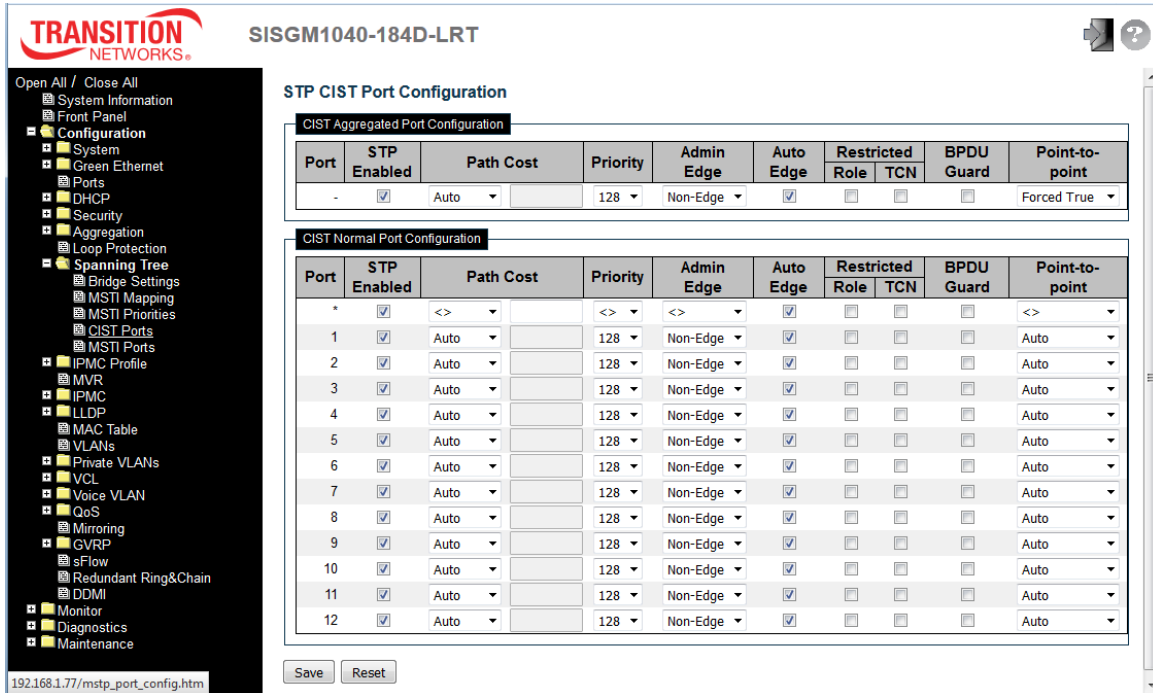 TRANSITION
NETWORKS®
SISGM1040-184D-LRT
?
Open All / Close All
System Information
Front Panel
Configuration
System
Green Ethernet
Ports
DHCP
Security
Aggregation
Loop Protection
Spanning Tree
Bridge Settings
MSTI Mapping
MSTI Priorities
CIST Ports
MSTI Ports
IPMC Profile
MVR
IPMC
LLDP
MAC Table
VLANs
Private VLANs
VCL
Voice VLAN
QoS
Mirroring
GVRP
sFlow
Redundant Ring&Chain
DDMI
Monitor
Diagnostics
Maintenance
192.168.1.77/mstp_port_config.htm
STP CIST Port Configuration
CIST Aggregated Port Configuration
Port STP Enabled Path Cost Priority Admin Edge Auto Edge Restricted Role TCN BPDU Guard Point-to-point
- Auto 128 Non-Edge Forced True
CIST Normal Port Configuration
Port STP Enabled Path Cost Priority Admin Edge Auto Edge Restricted Role TCN BPDU Guard Point-to-point
* <> <> <> <>
1 Auto 128 Non-Edge Auto
2 Auto 128 Non-Edge Auto
3 Auto 128 Non-Edge Auto
4 Auto 128 Non-Edge Auto
5 Auto 128 Non-Edge Auto
6 Auto 128 Non-Edge Auto
7 Auto 128 Non-Edge Auto
8 Auto 128 Non-Edge Auto
9 Auto 128 Non-Edge Auto
10 Auto 128 Non-Edge Auto
11 Auto 128 Non-Edge Auto
12 Auto 128 Non-Edge Auto
Save Reset